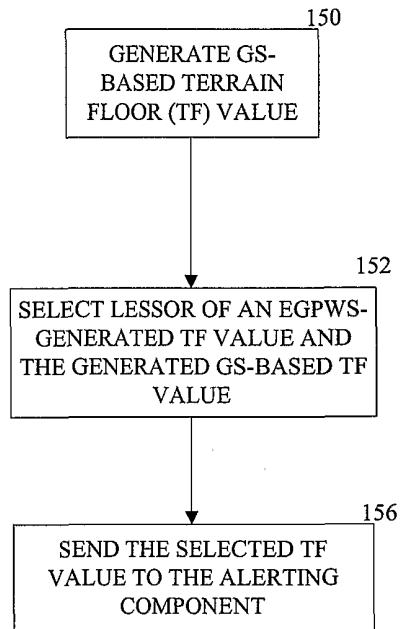 150
GENERATE GS-
BASED TERRAIN
FLOOR (TF) VALUE
152
SELECT LESSOR OF AN EGPWS-
GENERATED TF VALUE AND
THE GENERATED GS-BASED TF
VALUE
156
SEND THE SELECTED TF
VALUE TO THE ALERTING
COMPONENT